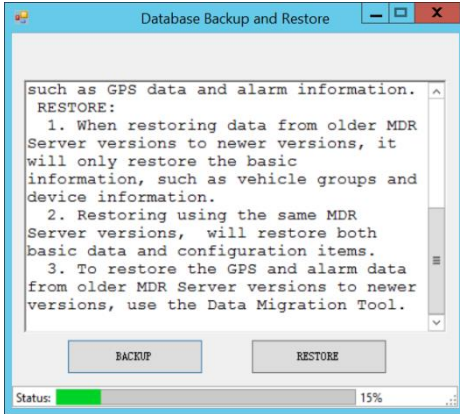 Database Backup and Restore
such as GPS data and alarm information.
RESTORE:
1. When restoring data from older MDR
Server versions to newer versions, it
will only restore the basic
information, such as vehicle groups and
device information.
2. Restoring using the same MDR
Server versions, will restore both
basic data and configuration items.
3. To restore the GPS and alarm data
from older MDR Server versions to newer
versions, use the Data Migration Tool.
BACKUP RESTORE
Status: 15%